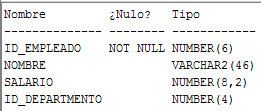 Nombre ¿Nulo? Tipo
------------- -------- ------------
ID_EMPLEADO NOT NULL NUMBER(6)
NOMBRE VARCHAR2(46)
SALARIO NUMBER(8,2)
ID_DEPARTMENTO NUMBER(4)